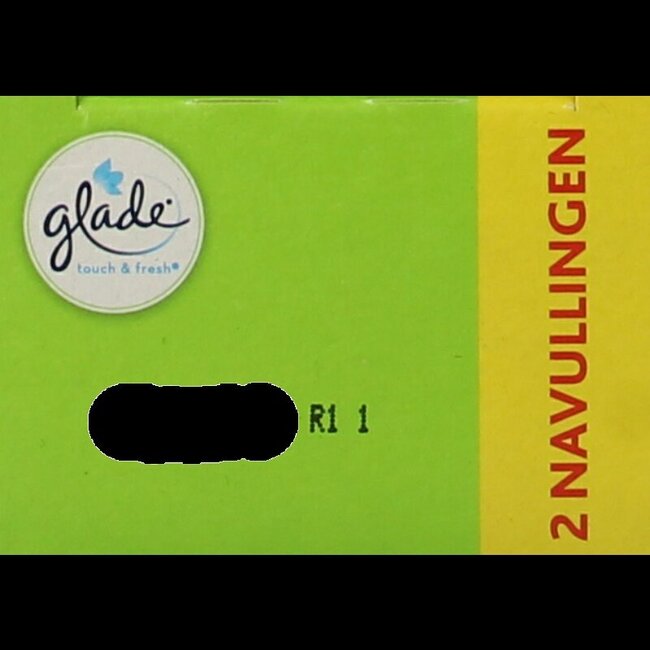 glade
touch & fresh®
R1 1
2 NAVULLINGEN